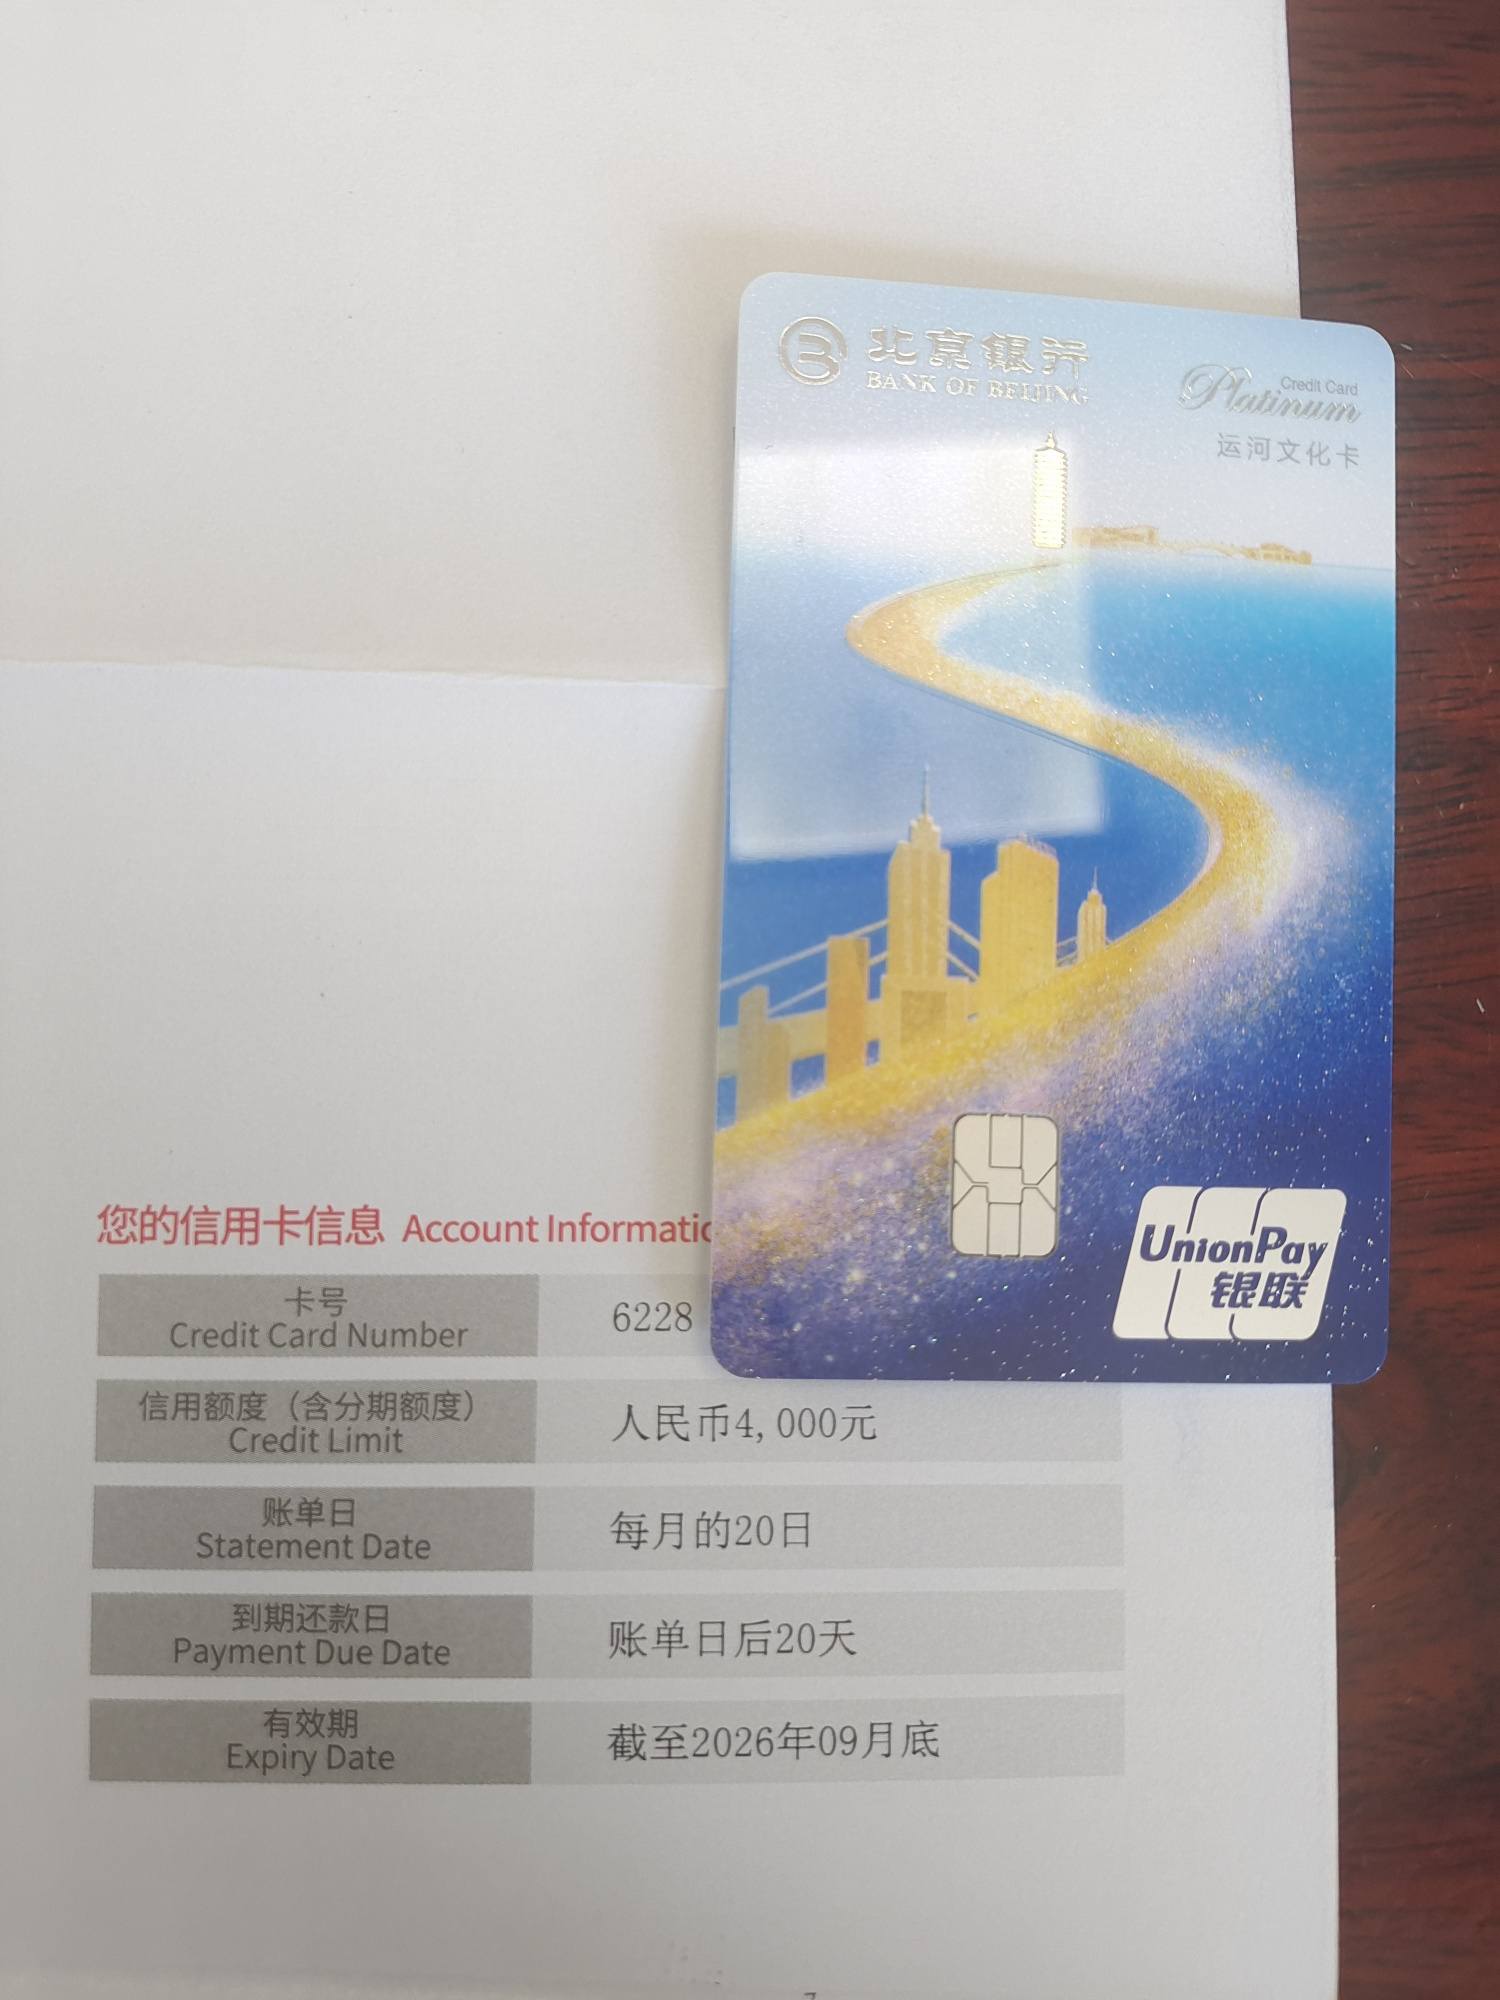 北京银行
BANK OF BEIJING
Credit Card
Platinum
运河文化卡
UnionPay
银联
您的信用卡信息 Account Informatio
卡号
Credit Card Number
6228
信用额度（含分期额度）
Credit Limit
人民币4,000元
账单日
Statement Date
每月的20日
到期还款日
Payment Due Date
账单日后20天
有效期
Expiry Date
截至2026年09月底